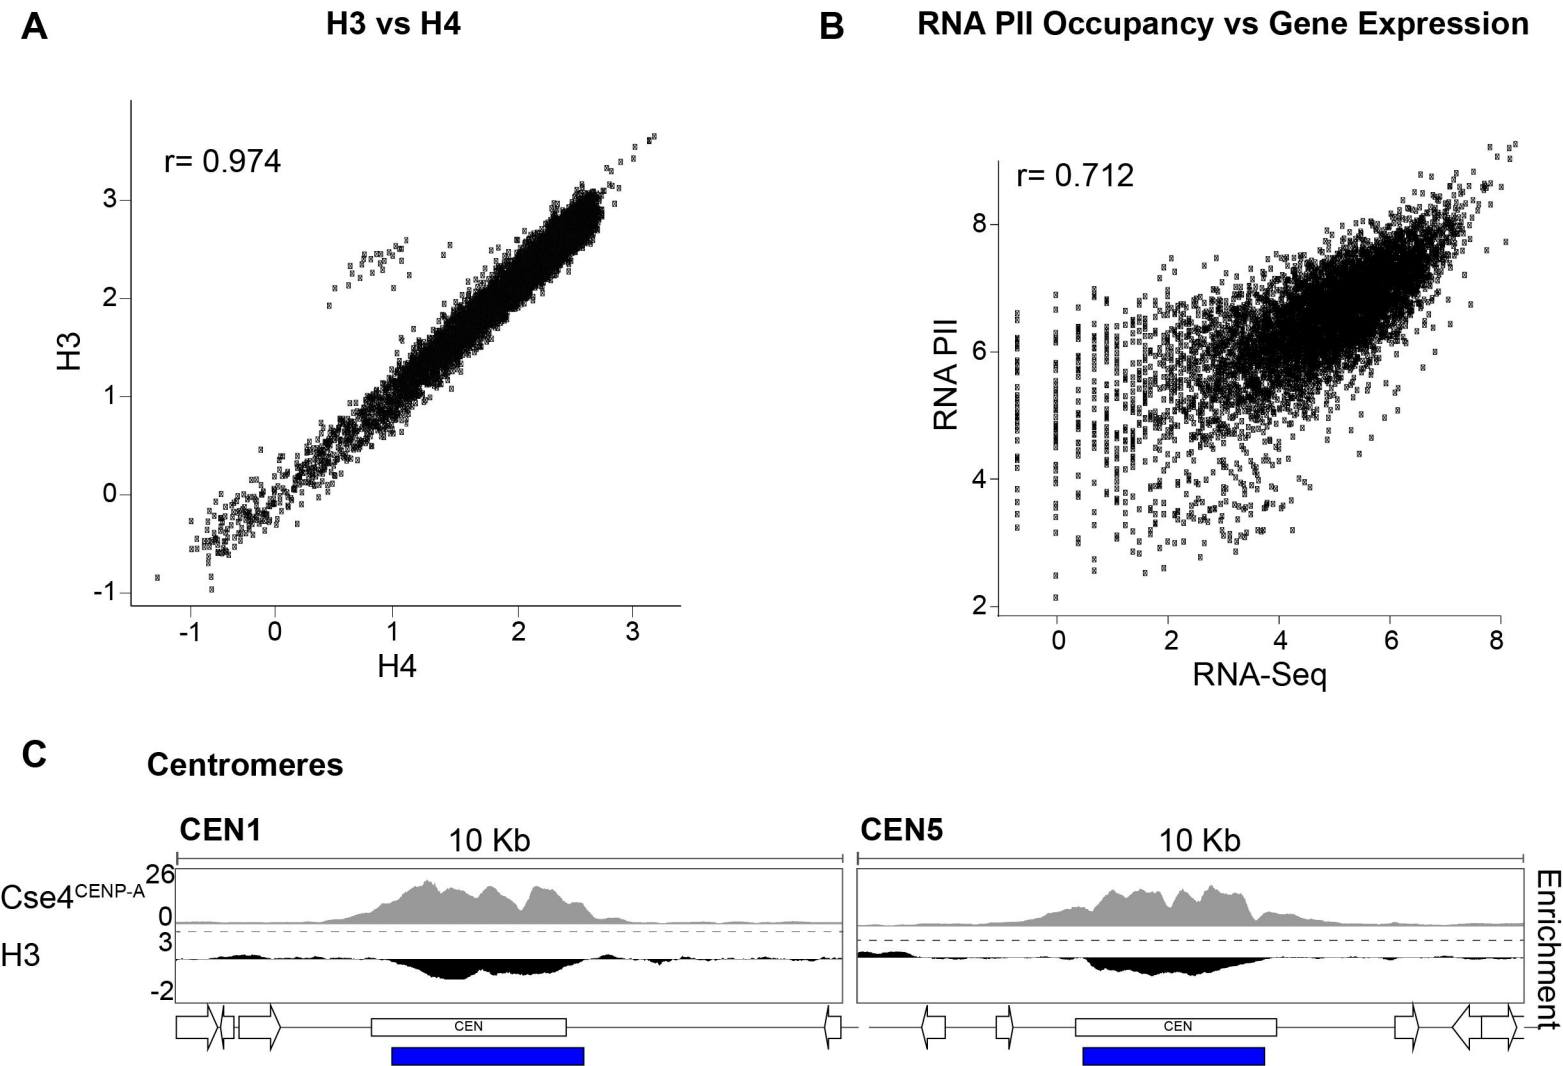 A
H3 vs H4
B
RNA PII Occupancy vs Gene Expression
r= 0.974
3
2
1
0
-1
H3
-1 0 1 2 3
H4
r= 0.712
8
6
4
2
RNA PII
0 2 4 6 8
RNA-Seq
C
Centromeres
CEN1
10 Kb
CEN5
10 Kb
Cse4CENP-A
26
0
H3
3
-2
Enrichment
CEN
CEN